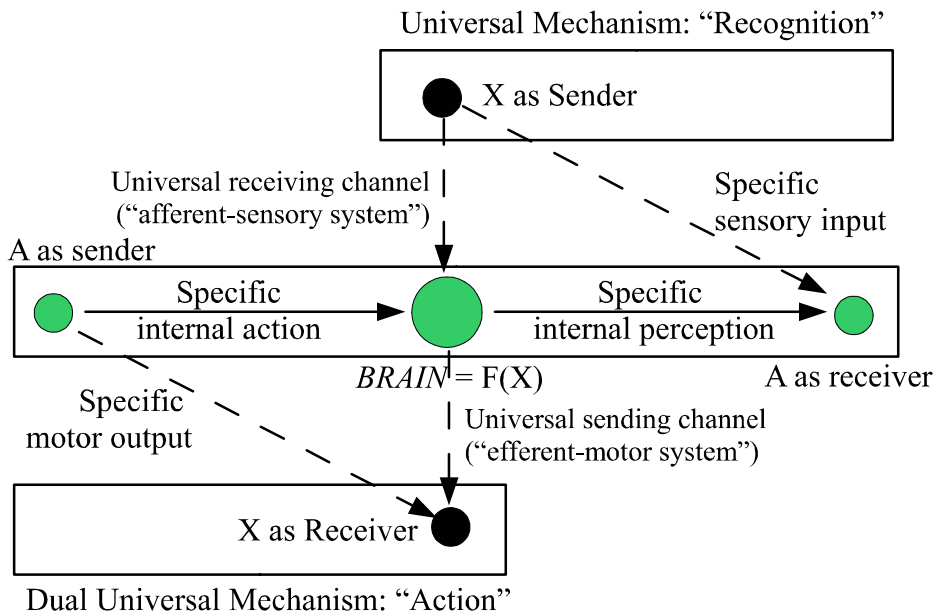 Universal Mechanism: “Recognition”
X as Sender
Universal receiving channel
(“afferent-sensory system”)
Specific
sensory input
A as sender
Specific
internal action
Specific
internal perception
BRAIN = F(X)
A as receiver
Specific
motor output
Universal sending channel
(“efferent-motor system”)
X as Receiver
Dual Universal Mechanism: “Action”